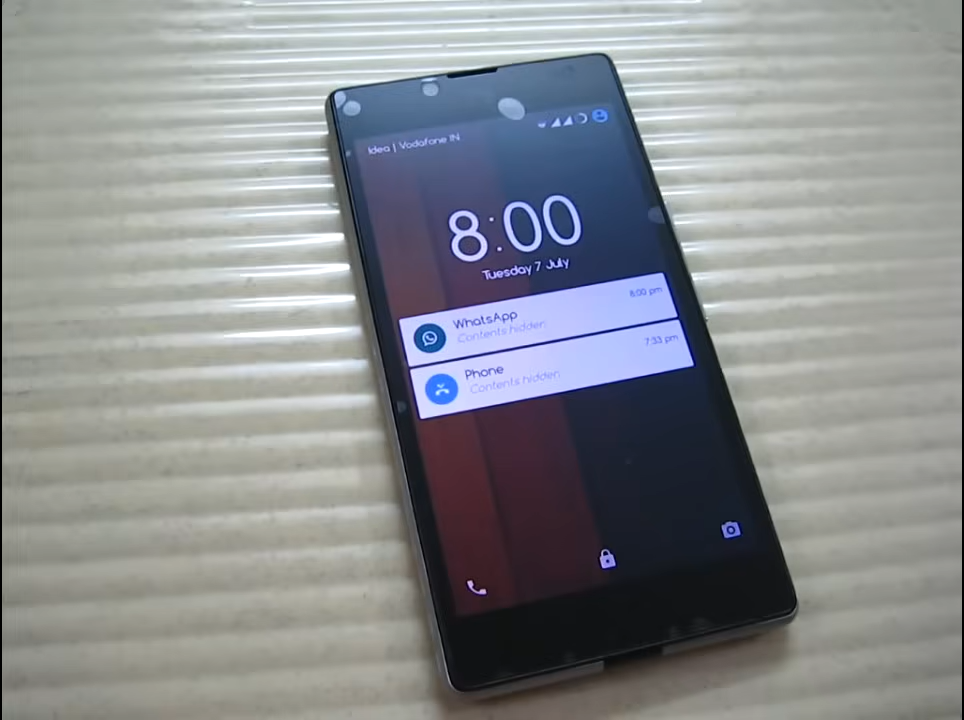 Idea | Vodafone IN
8:00
Tuesday 7 July
WhatsApp 8:00 pm
Contents hidden
Phone 7:33 pm
Contents hidden